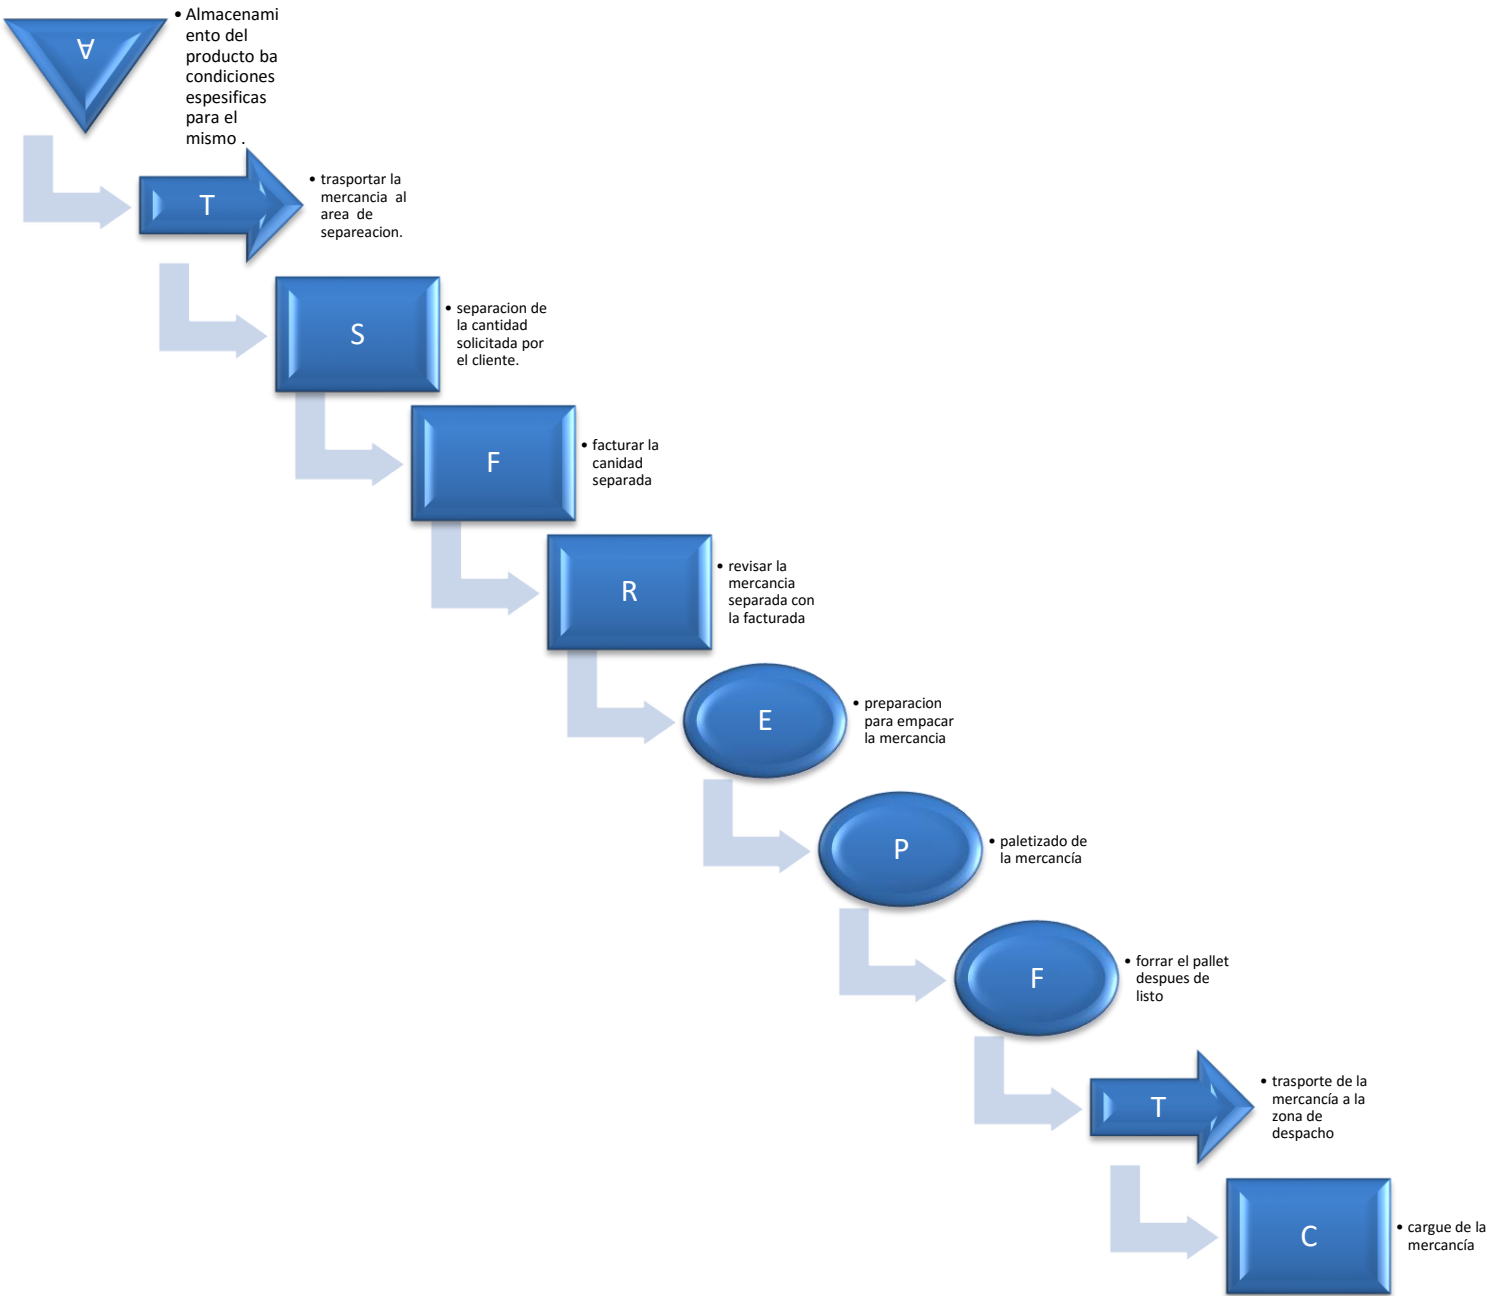 A
• Almacenami
ento del
producto ba
condiciones
espesificas
para el
mismo .
T
• trasportar la
mercancia al
area de
separeacion.
S
• separacion de
la cantidad
solicitada por
el cliente.
F
• facturar la
canidad
separada
R
• revisar la
mercancia
separada con
la facturada
E
• preparacion
para empacar
la mercancia
P
• paletizado de
la mercancía
F
• forrar el pallet
despues de
listo
T
• trasporte de la
mercancía a la
zona de
despacho
C
• cargue de la
mercancía